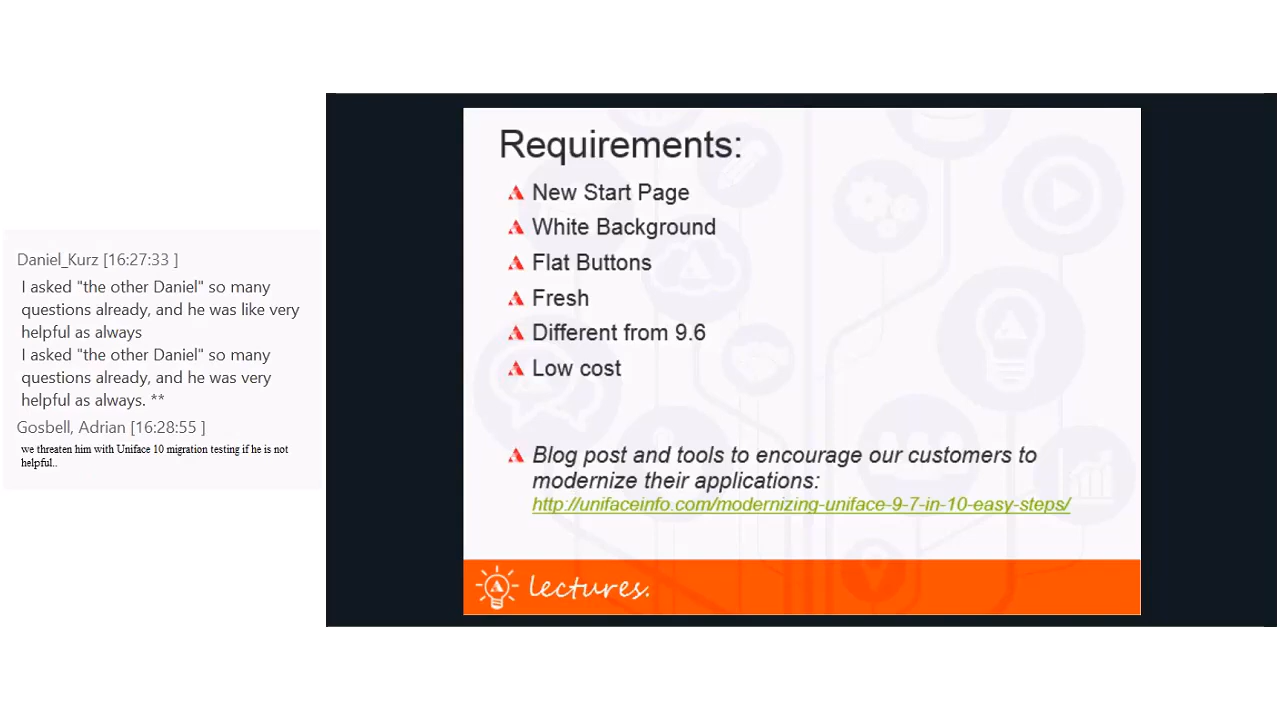 Daniel_Kurz [16:27:33 ]
I asked "the other Daniel" so many
questions already, and he was like very
helpful as always
I asked "the other Daniel" so many
questions already, and he was very
helpful as always. **
Gosbell, Adrian [16:28:55 ]
we threaten him with Uniface 10 migration testing if he is not
helpful..
Requirements:
New Start Page
White Background
Flat Buttons
Fresh
Different from 9.6
Low cost
Blog post and tools to encourage our customers to
modernize their applications:
http://unifaceinfo.com/modernizing-uniface-9-7-in-10-easy-steps/
lectures.